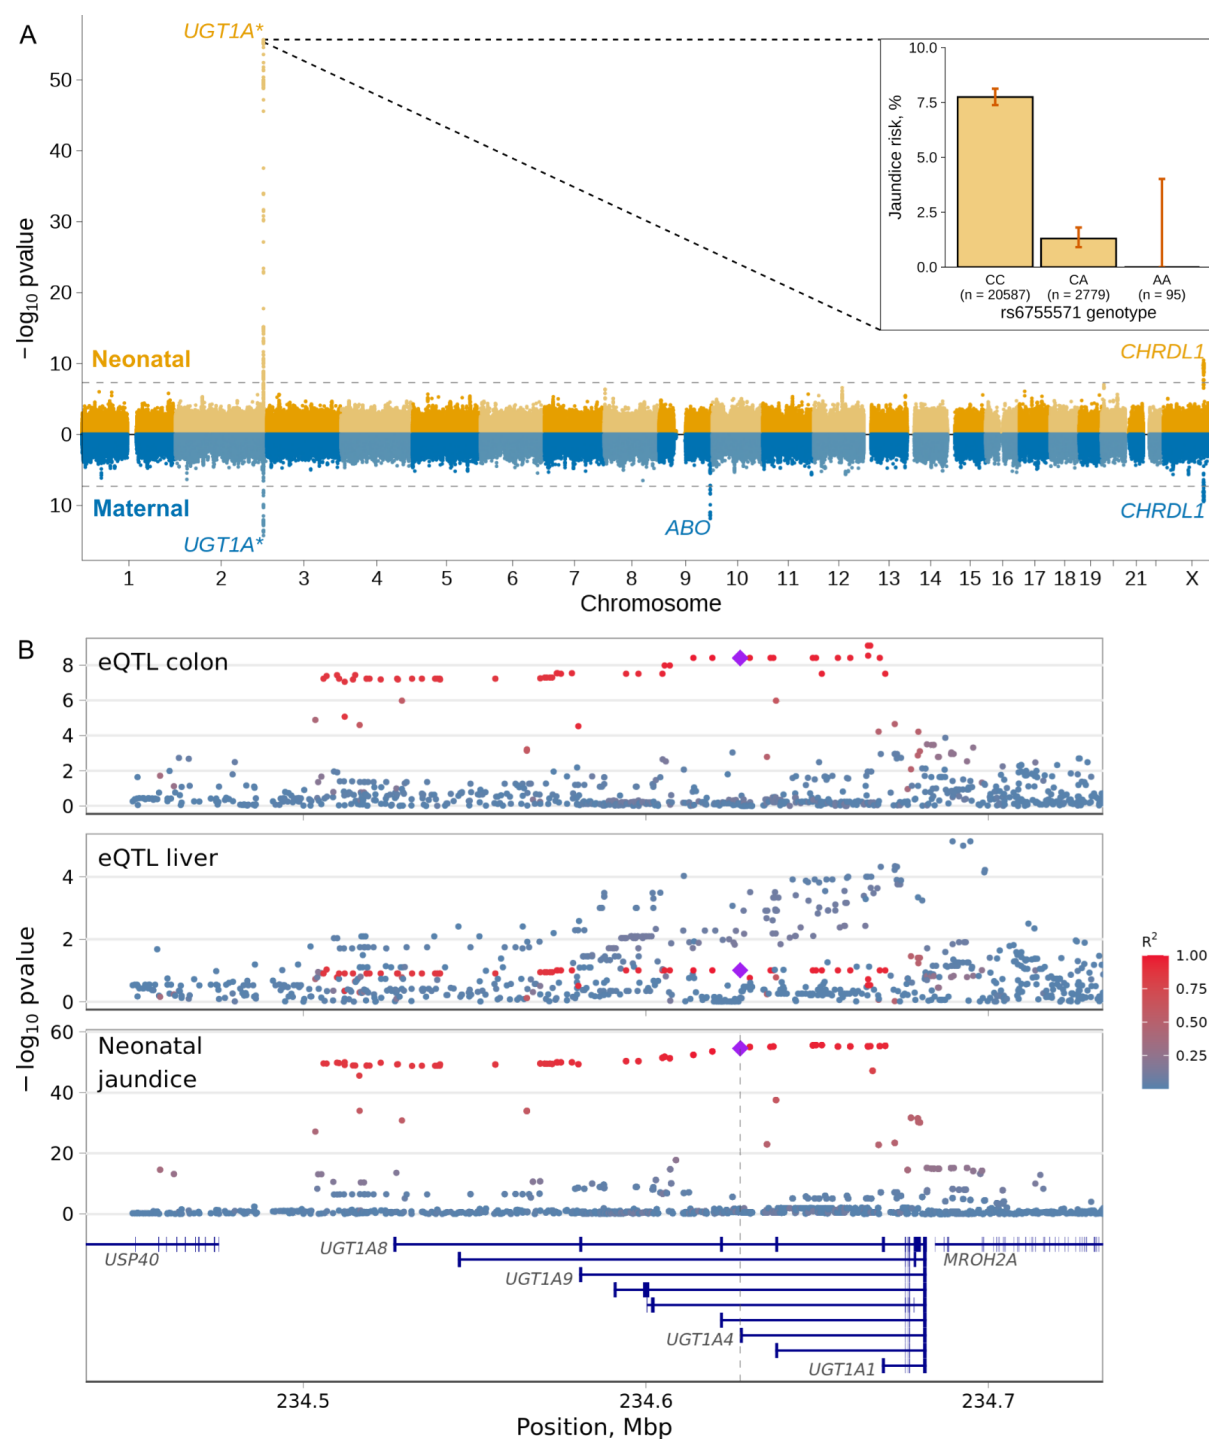 A
UGT1A*
50
40
30
20
10
0
10
− log10 pvalue
Neonatal
Maternal
UGT1A*
ABO
CHRDL1
CHRDL1
10.0
7.5
5.0
2.5
0.0
Jaundice risk, %
CC CA AA
(n = 20587) (n = 2779) (n = 95)
rs6755571 genotype
1 2 3 4 5 6 7 8 9 10 11 12 13 14 15 16 17 18 19 21 X
Chromosome
B
eQTL colon
8
6
4
2
0
eQTL liver
4
2
0
− log10 pvalue
Neonatal
jaundice
60
40
20
0
R2
1.00
0.75
0.50
0.25
USP40
UGT1A8
MROH2A
UGT1A9
UGT1A4
UGT1A1
234.5 234.6 234.7
Position, Mbp